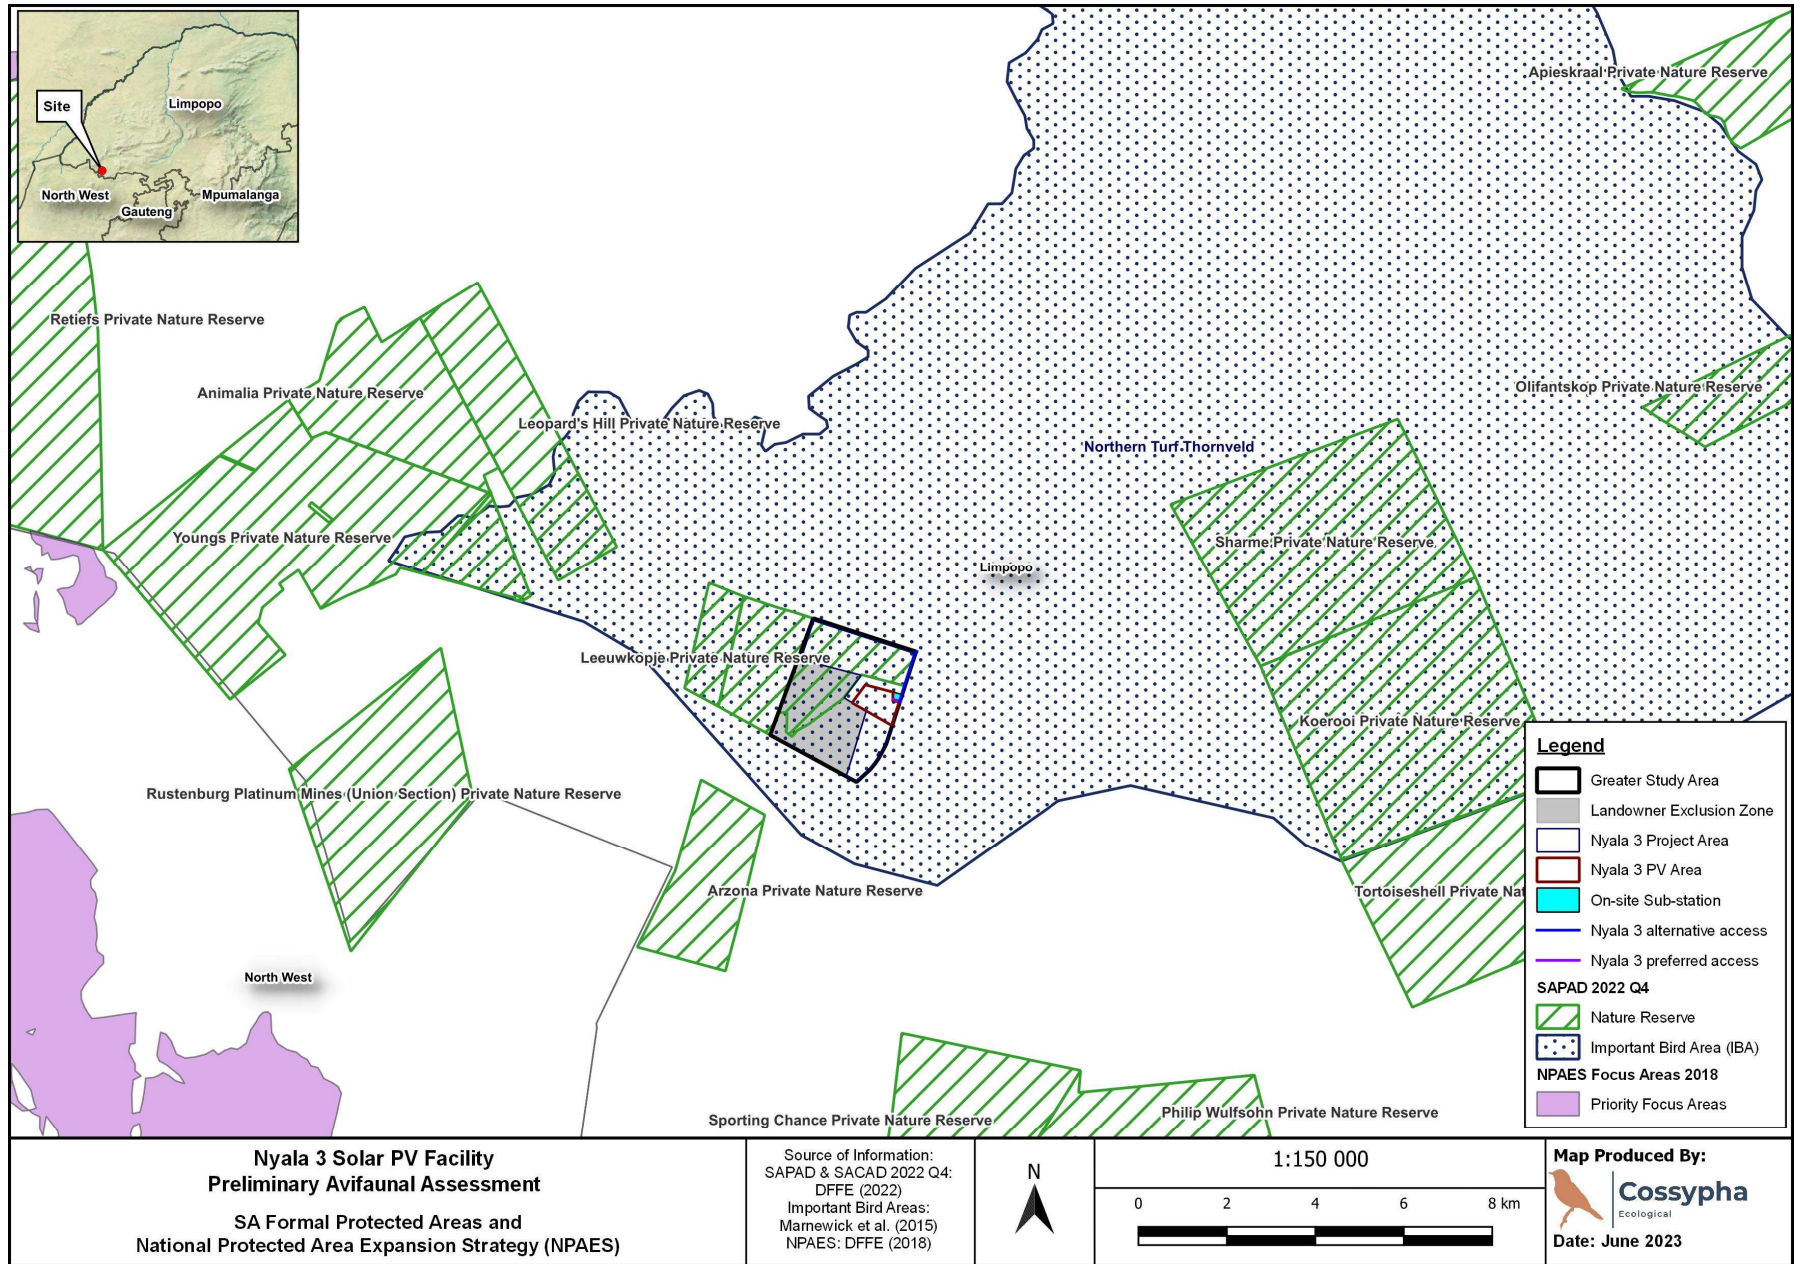 Site
Limpopo
North West
Gauteng
Mpumalanga
Apieskraal Private Nature Reserve
Retiefs Private Nature Reserve
Animalia Private Nature Reserve
Olifantskop Private Nature Reserve
Leopard's Hill Private Nature Reserve
Northern Turf Thornveld
Youngs Private Nature Reserve
Sharme Private Nature Reserve
Limpopo
Leeuwkopje Private Nature Reserve
Koerooi Private Nature Reserve
Rustenburg Platinum Mines (Union Section) Private Nature Reserve
Arzona Private Nature Reserve
Tortoiseshell Private Nat
North West
Sporting Chance Private Nature Reserve
Philip Wulfsohn Private Nature Reserve
Legend
Greater Study Area
Landowner Exclusion Zone
Nyala 3 Project Area
Nyala 3 PV Area
On-site Sub-station
Nyala 3 alternative access
Nyala 3 preferred access
SAPAD 2022 Q4
Nature Reserve
Important Bird Area (IBA)
NPAES Focus Areas 2018
Priority Focus Areas
Nyala 3 Solar PV Facility
Preliminary Avifaunal Assessment
SA Formal Protected Areas and
National Protected Area Expansion Strategy (NPAES)
Source of Information:
SAPAD & SACAD 2022 Q4:
DFFE (2022)
Important Bird Areas:
Marnewick et al. (2015)
NPAES: DFFE (2018)
N
1:150 000
0 2 4 6 8 km
Map Produced By:
Cossypha
Ecological
Date: June 2023